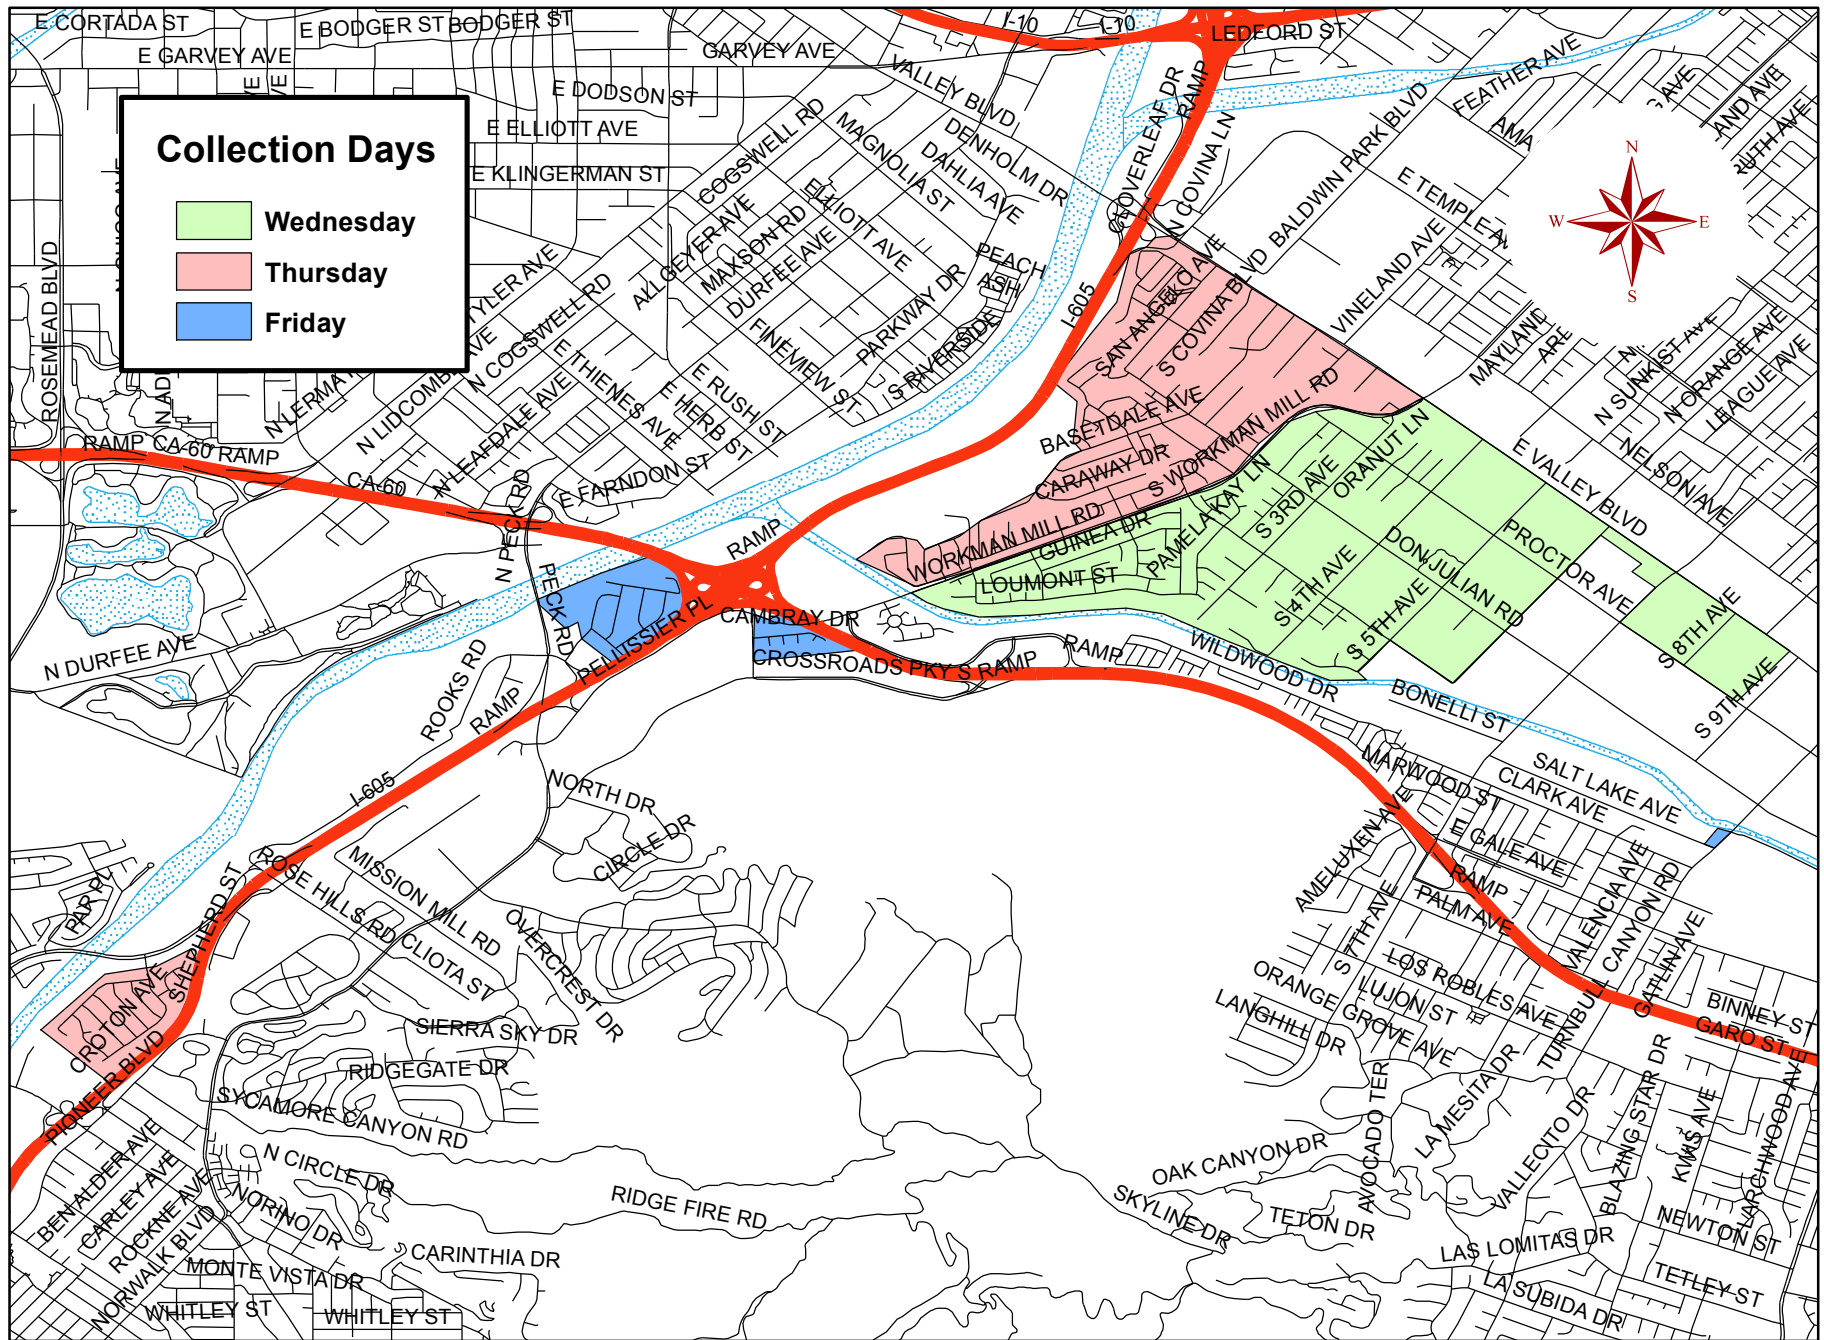 E CORTADA ST
E BODGER ST
BODGER ST
I-10
I-10
LEDFORD ST
E GARVEY AVE
GARVEY AVE
VALLEY BLVD
FEATHER AVE
E DODSON ST
RAMP
CLOVERLEAF DR
N COVINA LN
BALDWIN PARK BLVD
Collection Days
Wednesday
Thursday
Friday
E ELLIOTT AVE
E KLINGERMAN ST
COGSWELL RD
MAGNOLIA ST
DENHOLM DR
DAHLIA AVE
E TEMPLE AV
N
W
E
S
ROSEMEAD BLVD
ALLGEYER AVE
MAXSON RD
ELLIOTT AVE
DURFEE AVE
PEACH
ASH
PARKWAY DR
FINEVIEW ST
S RIVERSIDE
I-605
SAN ANGELO AVE
S COVINA BLVD
VINELAND AVE
MAYLAND
N SUNKIST AVE
N ORANGE AVE
LEAGUE AVE
TYLER AVE
N COGSWELL RD
N LIDCOMBE AVE
E THIENES AVE
E HERB ST
E RUSH ST
N LEAFDALE AVE
RAMP
CA-60
RAMP
CA-60
E FARNDON ST
N PECK RD
BASETDALE AVE
CARAWAY DR
S WORKMAN MILL RD
WORKMAN MILL RD
GUINEA DR
LOUMONT ST
PAMELA KAY LN
S 3RD AVE
ORANUT LN
E VALLEY BLVD
NELSON AVE
PROCTOR AVE
DON JULIAN RD
S 4TH AVE
S 5TH AVE
S 8TH AVE
S 9TH AVE
RAMP
PECK RD
PELLISSIER PL
CAMBRAY DR
CROSSROADS PKY S
RAMP
RAMP
WILDWOOD DR
BONELLI ST
N DURFEE AVE
ROOKS RD
RAMP
I-605
NORTH DR
CIRCLE DR
MARWOOD ST
CLARK AVE
SALT LAKE AVE
E GALE AVE
AMELUXEN AVE
RAMP
PALM AVE
VALENCIA AVE
CANYON RD
TURNBULL
GATLIN AVE
PAR PL
SHEPHERD ST
ROSE HILLS RD
MISSION MILL RD
CLIOTA ST
OVERCREST DR
S 7TH AVE
LOS ROBLES AVE
LUJON ST
ORANGE GROVE AVE
LANGHILL DR
BINNEY ST
GARO ST
CROTON AVE
PIONEER BLVD
SIERRA SKY DR
RIDGEGATE DR
SYCAMORE CANYON RD
LA MESITA DR
AVOCADO TER
VALLECITO DR
BLAZING STAR DR
KWIS AVE
LARCHWOOD AVE
BEN ALDER AVE
CARLEY AVE
ROCKNE AVE
NORWALK BLVD
N CIRCLE DR
NORINO DR
RIDGE FIRE RD
OAK CANYON DR
SKYLINE DR
TETON DR
LAS LOMITAS DR
NEWTON ST
TETLEY ST
LA SUBIDA DR
CARINTHIA DR
MONTE VISTA DR
WHITLEY ST
WHITLEY ST